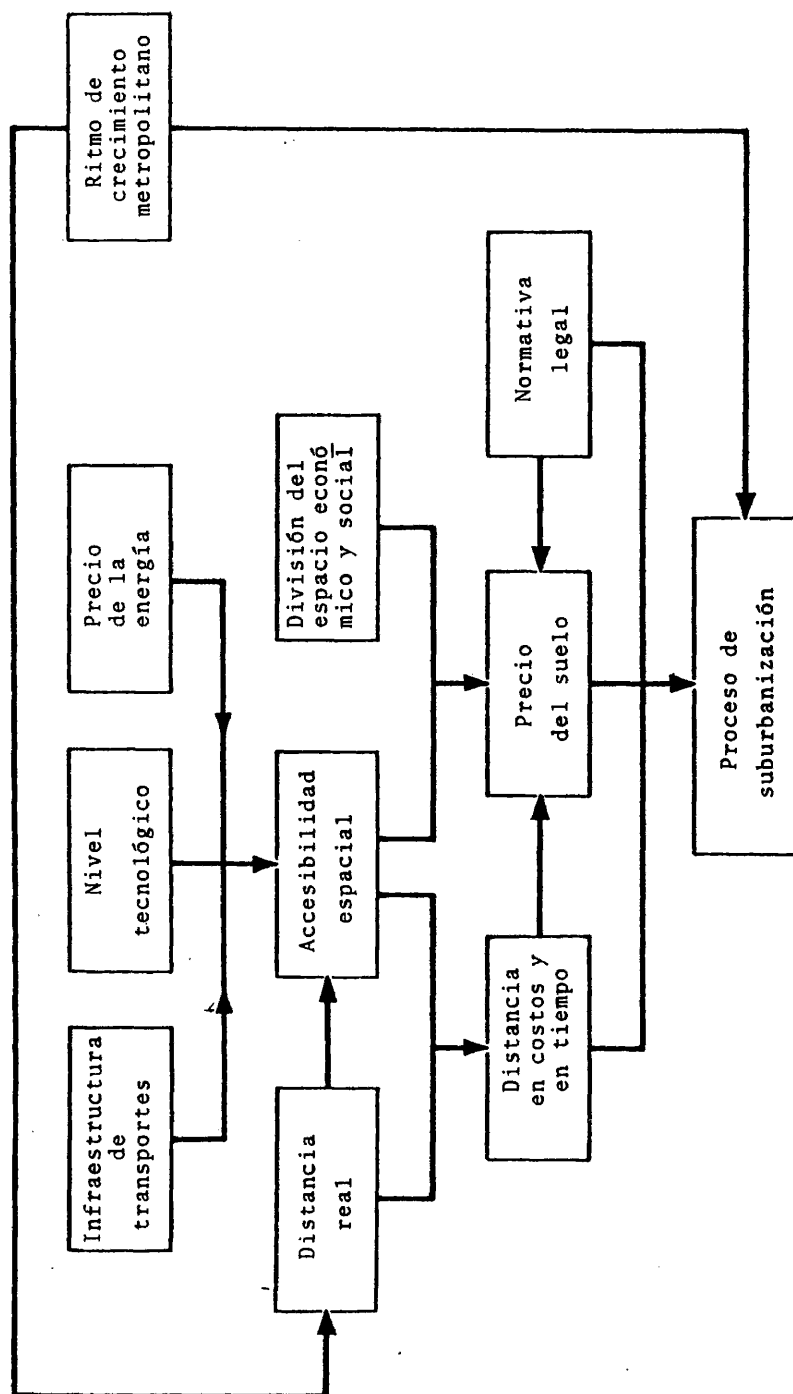 Infraestructura
de
transportes
Nivel
tecnológico
Precio
de la
energía
Ritmo de
crecimiento
metropolitano
Distancia
real
Accesibilidad
espacial
División del
espacio econó
mico y social
Distancia
en costos y
en tiempo
Precio
del suelo
Normativa
legal
Proceso de
suburbanización